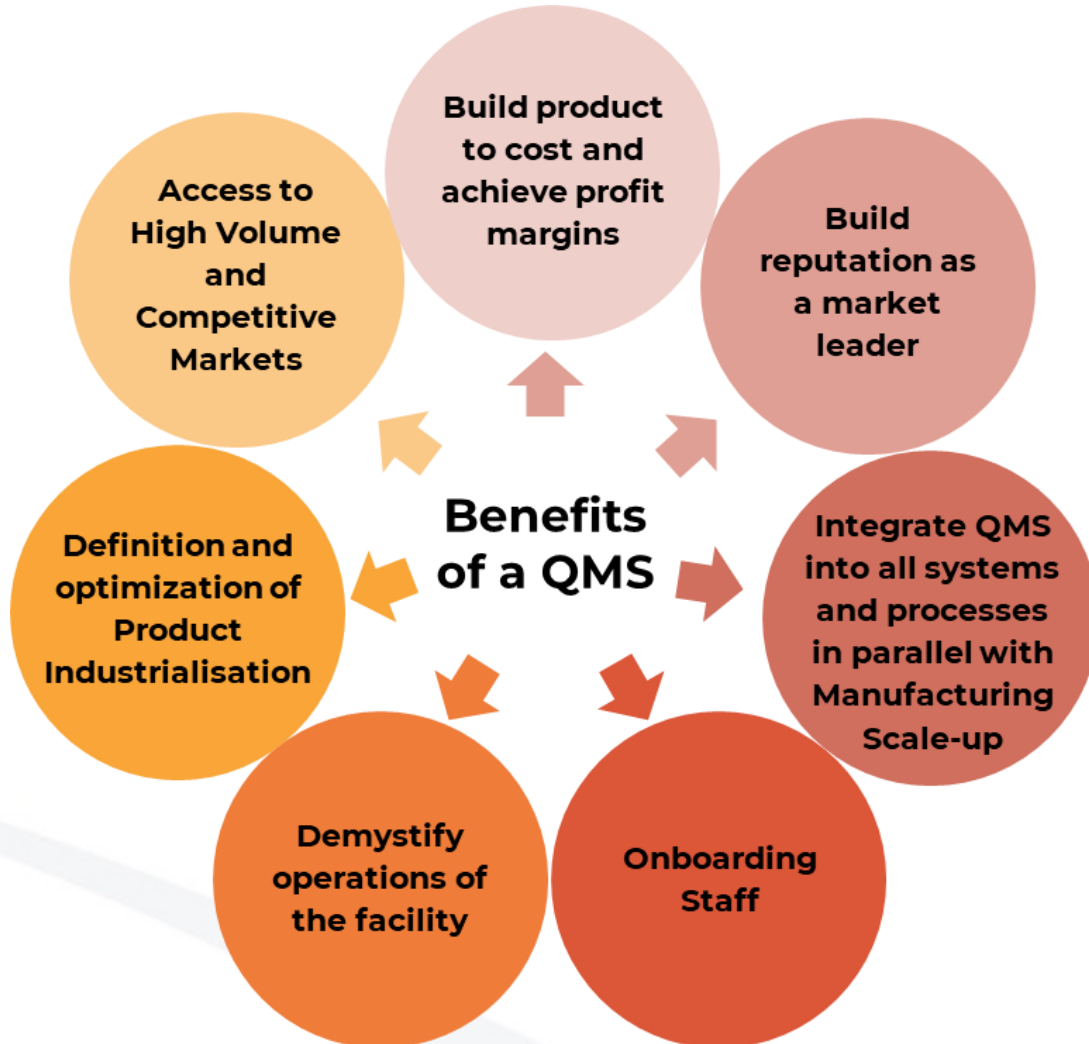 Build product
to cost and
achieve profit
margins
Build
reputation as
a market
leader
Integrate QMS
into all systems
and processes
in parallel with
Manufacturing
Scale-up
Onboarding
Staff
Demystify
operations of
the facility
Definition and
optimization of
Product
Industrialisation
Access to
High Volume
and
Competitive
Markets
Benefits
of a QMS